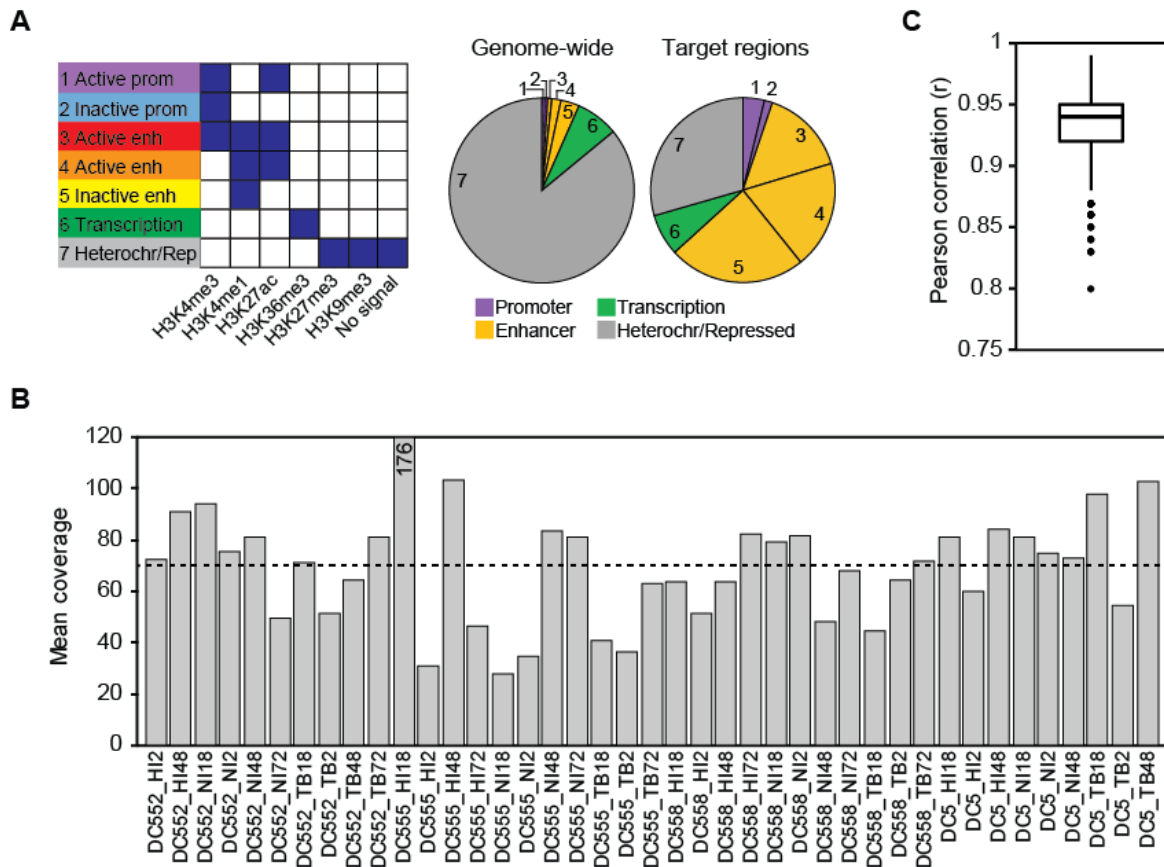 A
1 Active prom
2 Inactive prom
3 Active enh
4 Active enh
5 Inactive enh
6 Transcription
7 Heterochr/Rep
H3K4me3
H3K4me1
H3K27ac
H3K36me3
H3K27me3
H3K9me3
No signal
Genome-wide
1 2 3 4 5 6 7
Target regions
1 2 3 4 5 6 7
Promoter
Transcription
Enhancer
Heterochr/Repressed
C
Pearson correlation (r)
1
0.95
0.9
0.85
0.8
0.75
B
Mean coverage
120
100
80
60
40
20
0
176
DC552_HI2
DC552_HI48
DC552_NI18
DC552_NI2
DC552_NI48
DC552_NI72
DC552_TB18
DC552_TB2
DC552_TB48
DC552_TB72
DC555_HI18
DC555_HI2
DC555_HI48
DC555_HI72
DC555_NI18
DC555_NI2
DC555_NI48
DC555_NI72
DC555_TB18
DC555_TB2
DC555_TB72
DC558_HI18
DC558_HI2
DC558_HI48
DC558_HI72
DC558_NI18
DC558_NI2
DC558_NI48
DC558_NI72
DC558_TB18
DC558_TB2
DC558_TB72
DC5_HI18
DC5_HI2
DC5_HI48
DC5_NI18
DC5_NI2
DC5_NI48
DC5_TB18
DC5_TB2
DC5_TB48